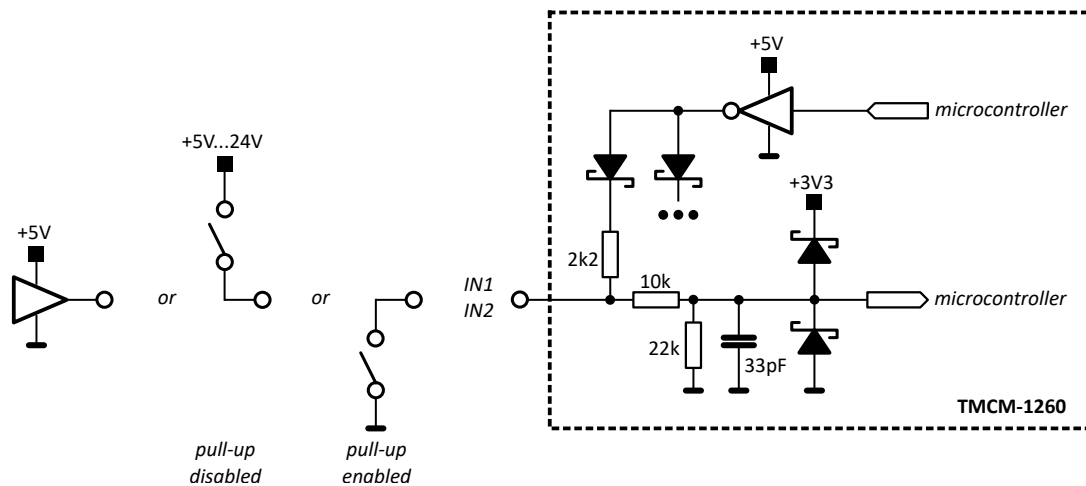 +5V
microcontroller
+5V...24V
+3V3
+5V
2k2
or
or
IN1
IN2
10k
microcontroller
22k
33pF
TMCM-1260
pull-up
disabled
pull-up
enabled